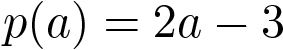 p(a) = 2a − 3